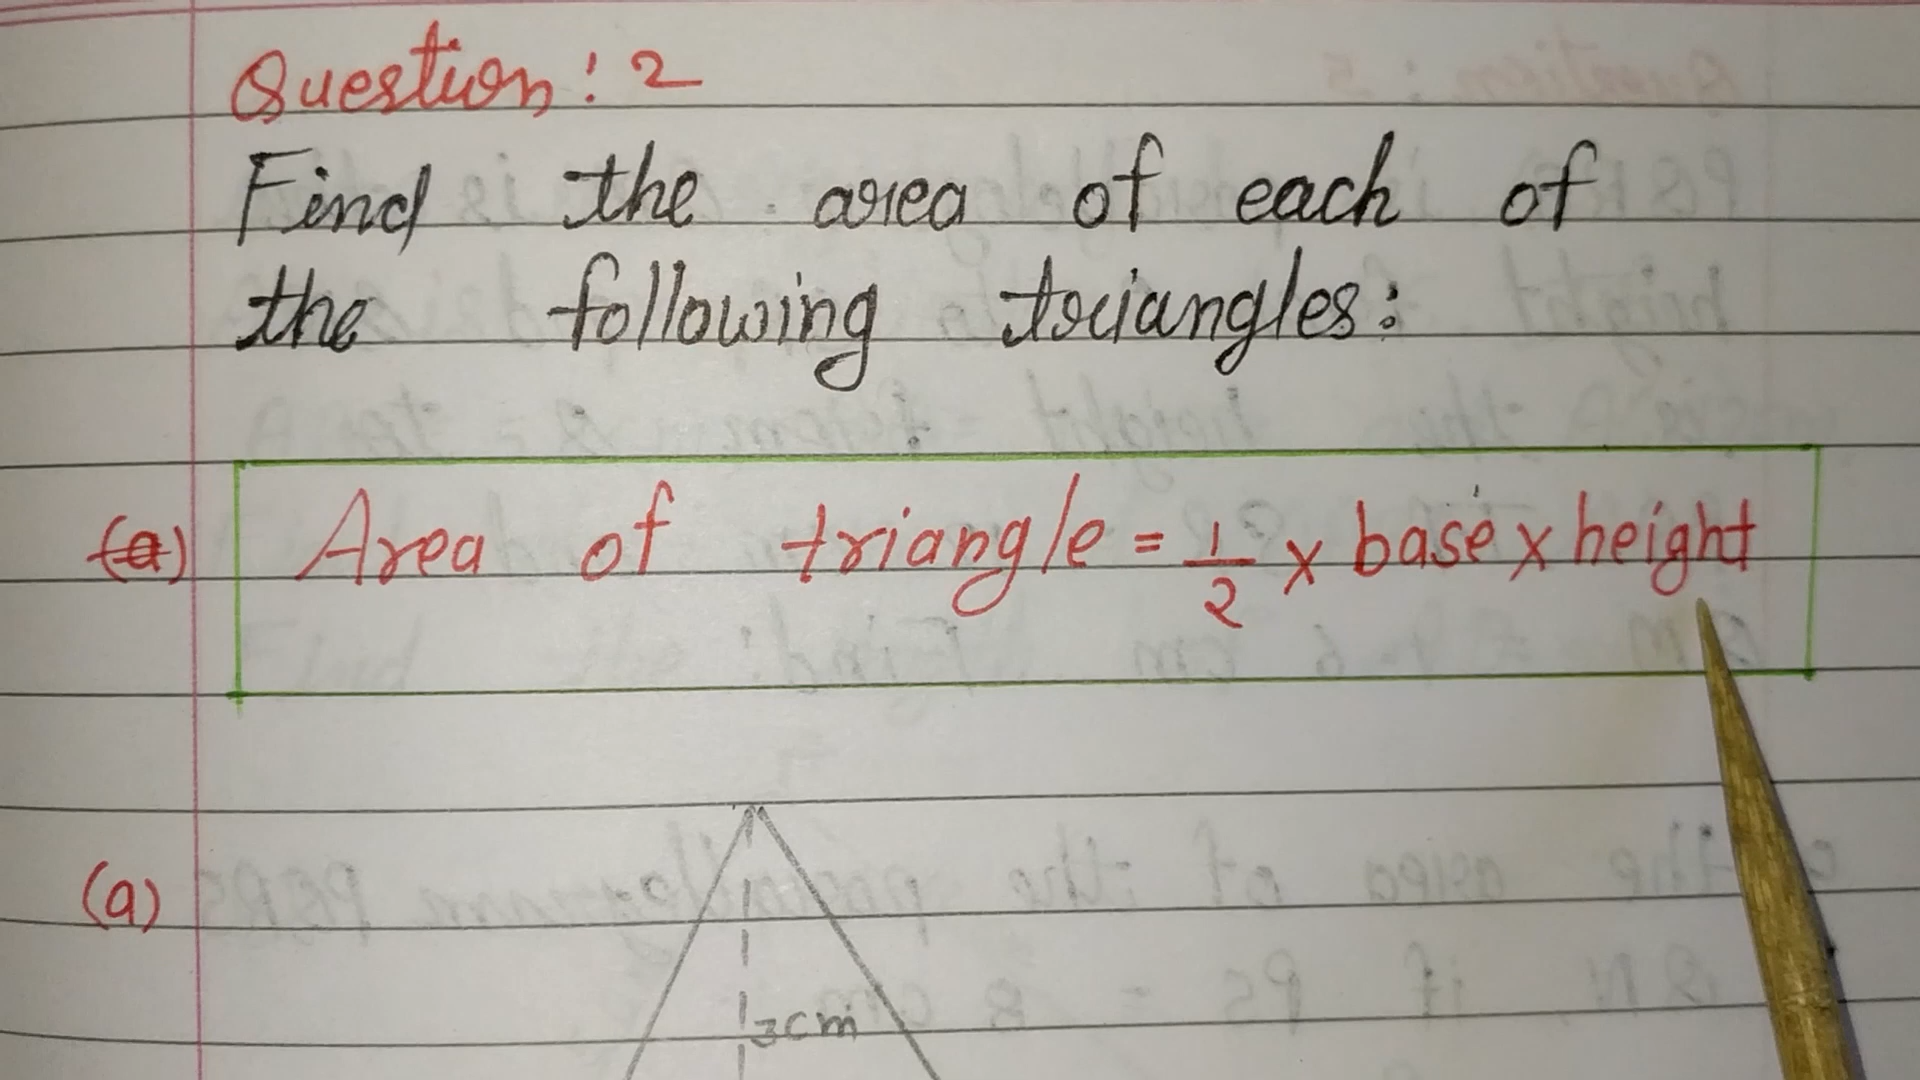 Question: 2
Find the area of each of
the following triangles:
(a) Area of triangle = 1/2 x base x height
(a)
3cm